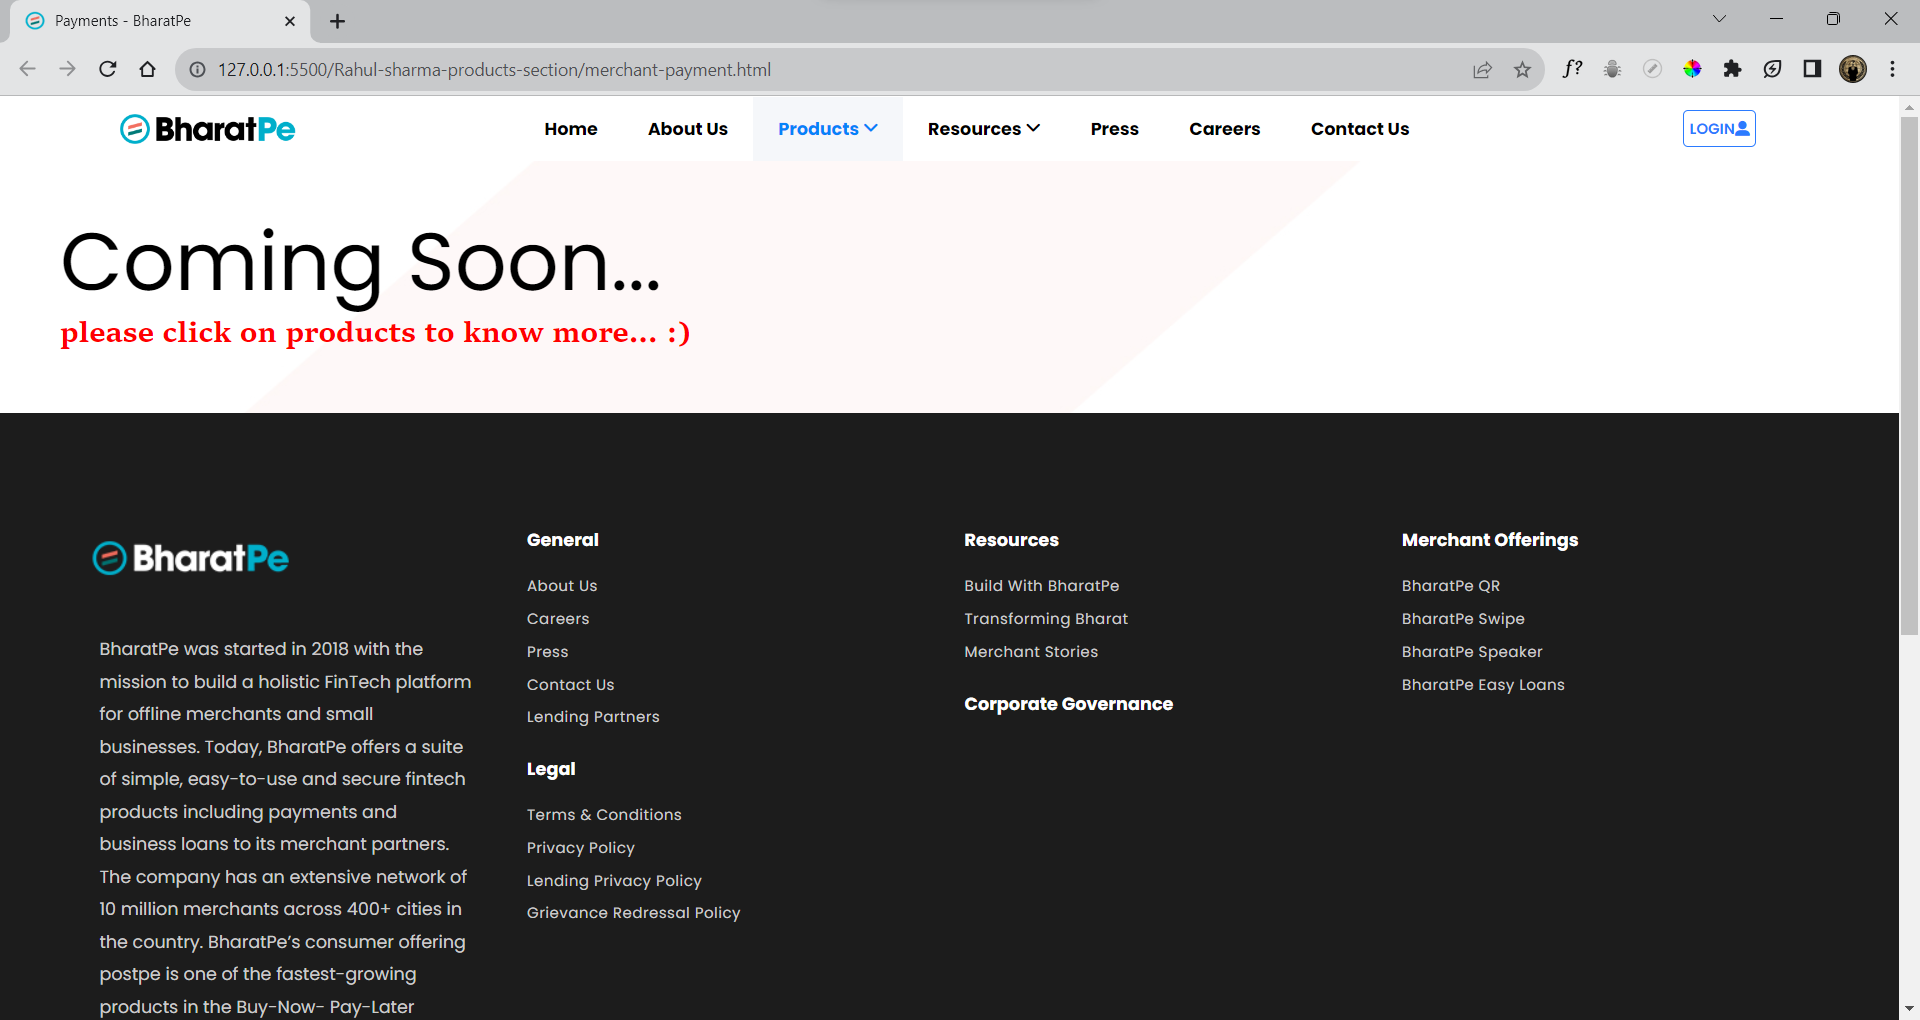 Payments - BharatPe
127.0.0.1:5500/Rahul-sharma-products-section/merchant-payment.html
f?
BharatPe
Home
About Us
Products
Resources
Press
Careers
Contact Us
LOGIN
Coming Soon...
please click on products to know more... :)
BharatPe
BharatPe was started in 2018 with the
mission to build a holistic FinTech platform
for offline merchants and small
businesses. Today, BharatPe offers a suite
of simple, easy-to-use and secure fintech
products including payments and
business loans to its merchant partners.
The company has an extensive network of
10 million merchants across 400+ cities in
the country. BharatPe’s consumer offering
postpe is one of the fastest-growing
products in the Buy-Now- Pay-Later
General
About Us
Careers
Press
Contact Us
Lending Partners
Legal
Terms & Conditions
Privacy Policy
Lending Privacy Policy
Grievance Redressal Policy
Resources
Build With BharatPe
Transforming Bharat
Merchant Stories
Corporate Governance
Merchant Offerings
BharatPe QR
BharatPe Swipe
BharatPe Speaker
BharatPe Easy Loans